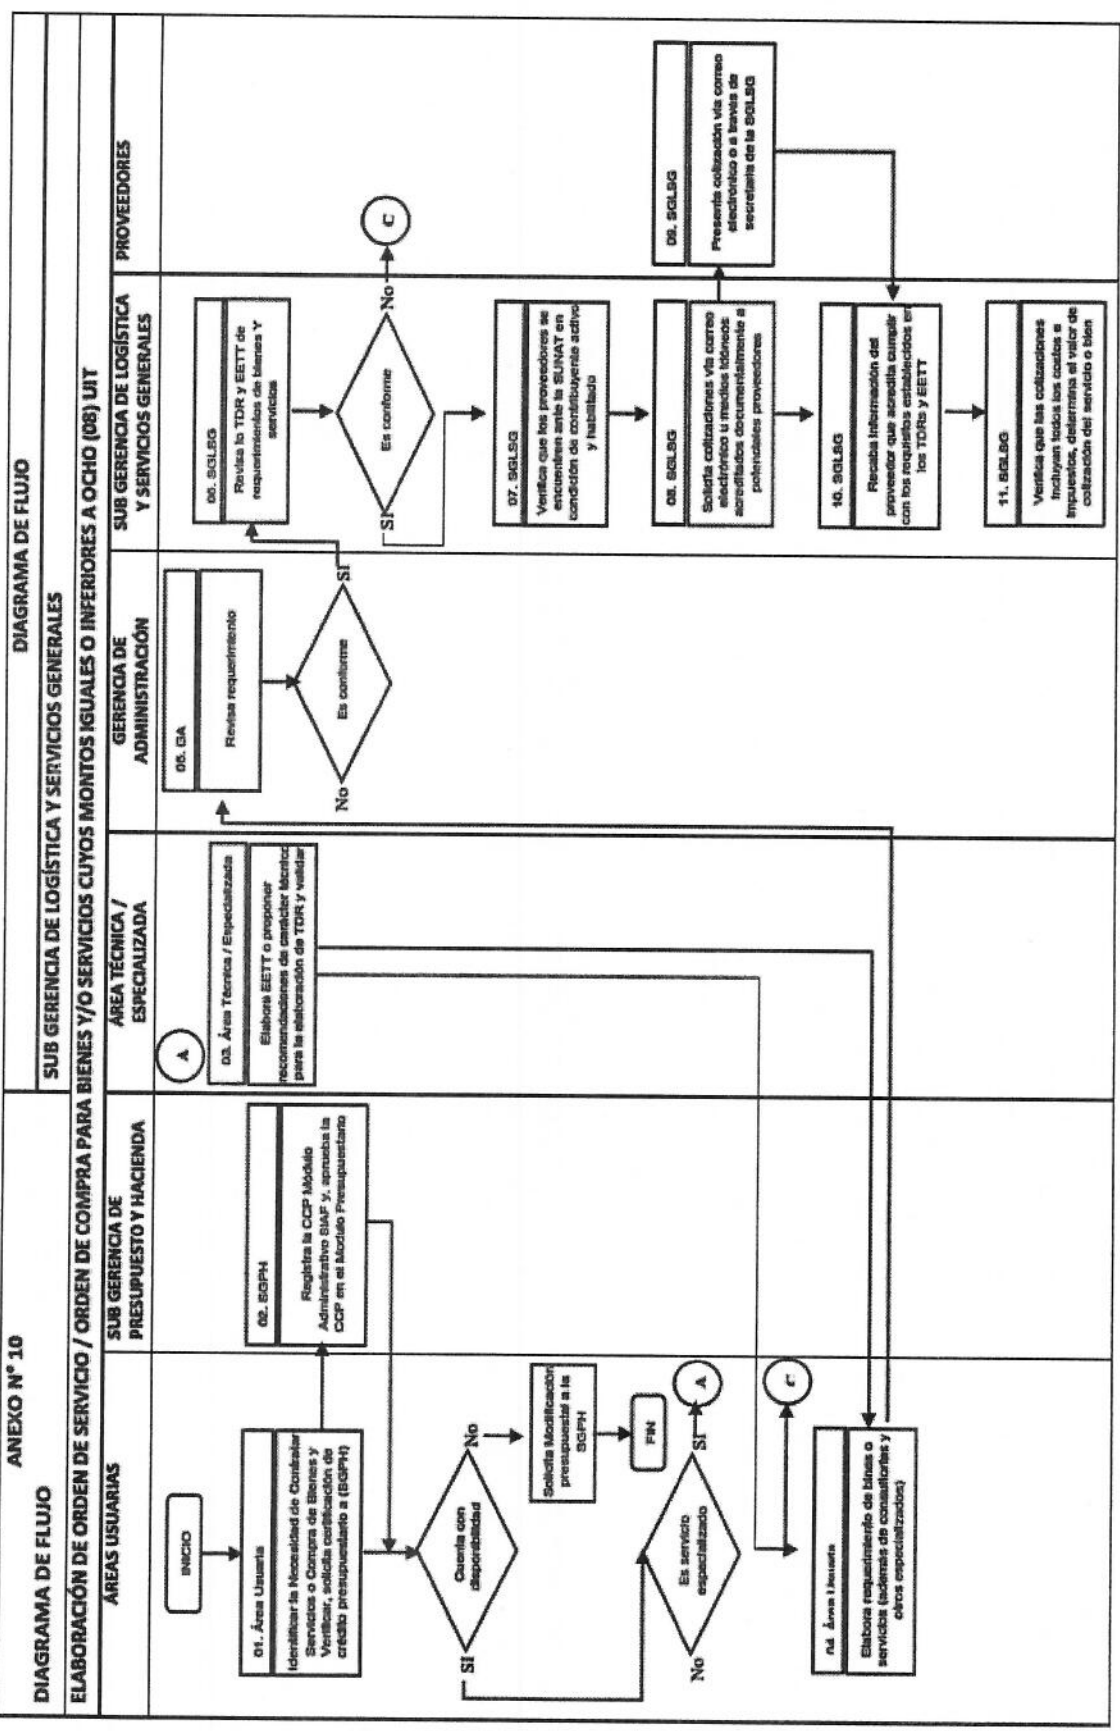 ANEXO N° 10
DIAGRAMA DE FLUJO
DIAGRAMA DE FLUJO
SUB GERENCIA DE LOGÍSTICA Y SERVICIOS GENERALES
ELABORACIÓN DE ORDEN DE SERVICIO / ORDEN DE COMPRA PARA BIENES Y/O SERVICIOS CUYOS MONTOS IGUALES O INFERIORES A OCHO (08) UIT
ÁREAS USUARIAS
SUB GERENCIA DE
PRESUPUESTO Y HACIENDA
ÁREA TÉCNICA /
ESPECIALIZADA
GERENCIA DE
ADMINISTRACIÓN
SUB GERENCIA DE LOGÍSTICA
Y SERVICIOS GENERALES
PROVEEDORES
INICIO
01. Área Usuaria
Identificar la Necesidad de Contratar
Servicios o Compra de Bienes y
Verificar, solicita certificación de
crédito presupuestario a (SGPH)
02. SGPH
Registra la CCP Módulo
Administrativo SIAF y, aprueba la
CCP en el Modulo Presupuestario
Cuenta con
disponibilidad
SI
No
Solicita Modificación
presupuestal a la
SGPH
FIN
Es servicio
especializado
No
SI
A
C
04. Área Usuaria
Elabora requerimiento de bines o
servicios (además de consultorías y
otros especializados)
A
03. Área Técnica / Especializada
Elabora EETT o proponer
recomendaciones de carácter técnico
para la elaboración de TDR y validar
05. GA
Revisa requerimiento
Es conforme
No
SI
06. SGLSG
Revisa lo TDR y EETT de
requerimientos de bienes Y
servicios
Es conforme
SI
No
C
07. SGLSG
Verifica que los proveedores se
encuentren ante la SUNAT en
condición de contribuyente activo
y habilitado
08. SGLSG
Solicita cotizaciones vía correo
electrónico u medios idóneos
acreditados documentalmente a
potenciales proveedores
09. SGLSG
Presenta cotización vía correo
electrónico o a través de
secretaria de la SGLSG
10. SGLSG
Recaba información del
proveedor que acredita cumplir
con los requisitos establecidos en
los TDRs y EETT
11. SGLSG
Verifica que las cotizaciones
incluyan todos los costos e
impuestos, determina el valor de
cotización del servicio o bien